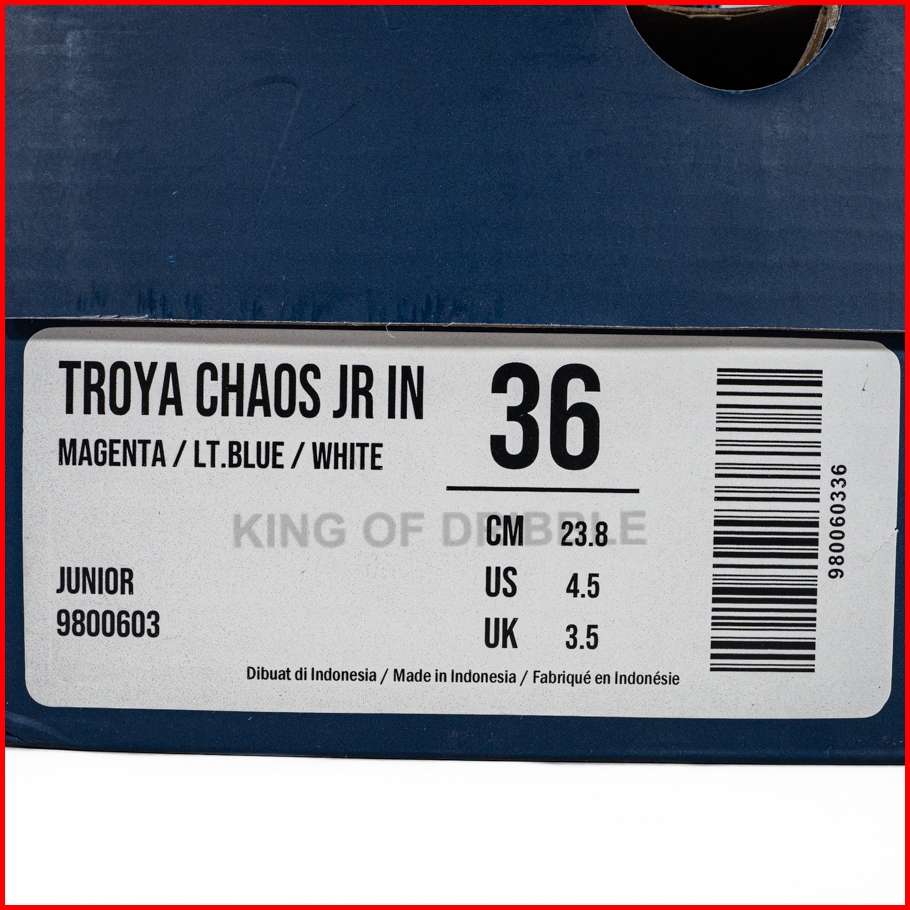 TROYA CHAOS JR IN
MAGENTA / LT.BLUE / WHITE
36
KING OF DRIBBLE
CM 23.8
US 4.5
UK 3.5
JUNIOR
9800603
Dibuat di Indonesia / Made in Indonesia / Fabriqué en Indonésie
980060336